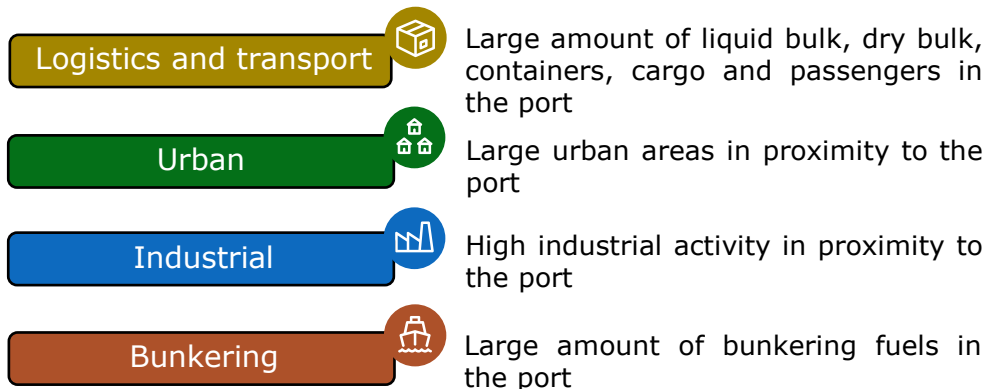 Logistics and transport
Large amount of liquid bulk, dry bulk,
containers, cargo and passengers in
the port
Urban
Large urban areas in proximity to the
port
Industrial
High industrial activity in proximity to
the port
Bunkering
Large amount of bunkering fuels in
the port